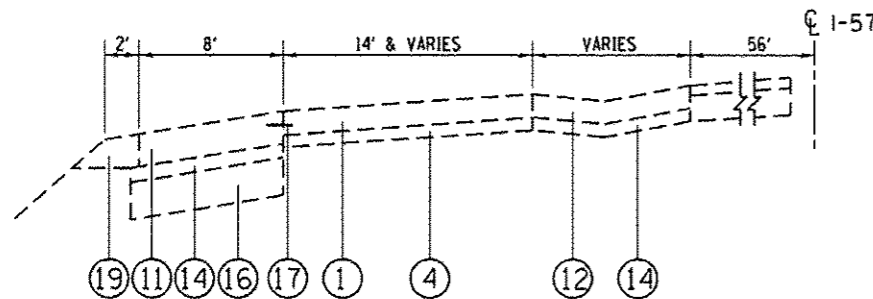 ℄ I-57
2' 8' 14' & VARIES VARIES 56'
19 11 14 16 17 1 4 12 14